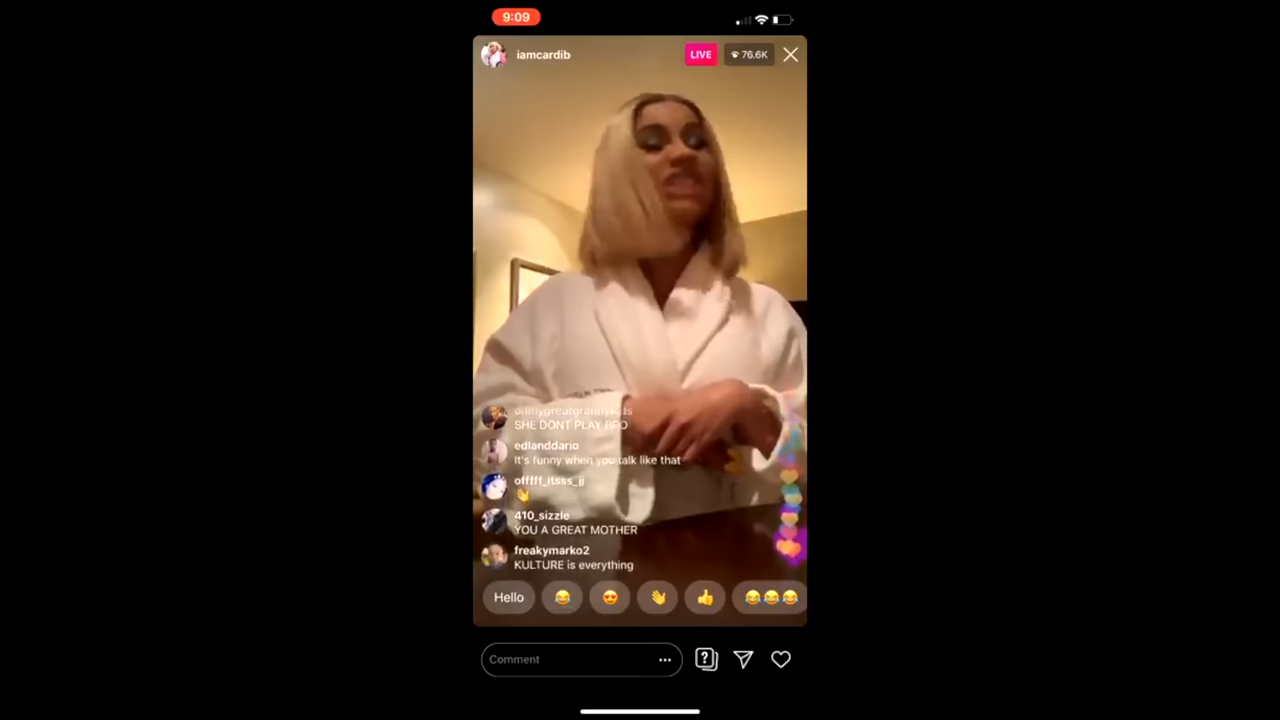 9:09
iamcardib
LIVE
76.6K
SHE DONT PLAY BRO
edlanddario
It's funny when you talk like that
offfff_itsss_jj
410_sizzle
YOU A GREAT MOTHER
freakymarko2
KULTURE is everything
Hello
Comment